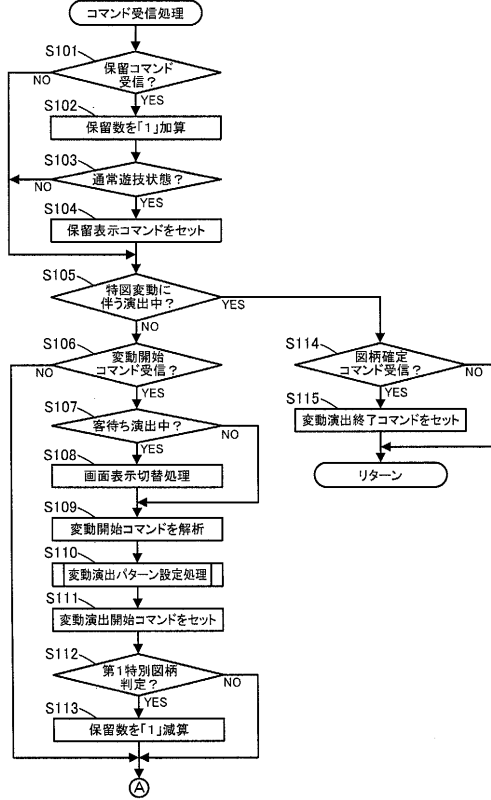 コマンド受信処理
S101
保留コマンド
受信？
NO
YES
S102
保留数を「1」加算
S103
通常遊技状態？
NO
YES
S104
保留表示コマンドをセット
S105
特図変動に
伴う演出中？
YES
NO
S106
変動開始
コマンド受信？
NO
YES
S107
客待ち演出中？
NO
YES
S108
画面表示切替処理
S109
変動開始コマンドを解析
S110
変動演出パターン設定処理
S111
変動演出開始コマンドをセット
S112
第1特別図柄
判定？
NO
YES
S113
保留数を「1」減算
A
S114
図柄確定
コマンド受信？
NO
YES
S115
変動演出終了コマンドをセット
リターン